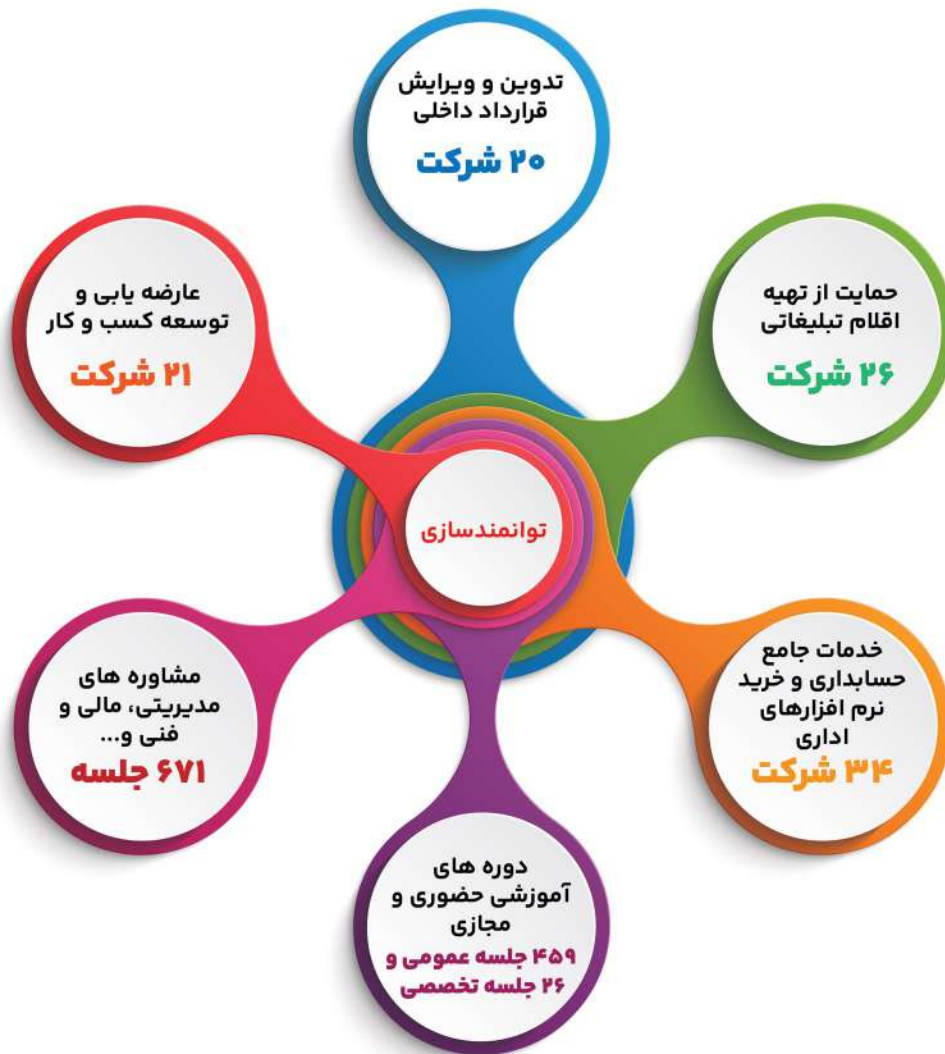 تدوین و ویرایش
قرارداد داخلی
۲۰ شرکت
حمایت از تهیه
اقلام تبلیغاتی
۲۶ شرکت
عارضه یابی و
توسعه کسب و کار
۲۱ شرکت
توانمندسازی
خدمات جامع
حسابداری و خرید
نرم افزارهای
اداری
۳۴ شرکت
مشاوره های
مدیریتی، مالی و
فنی و...
۶۷۱ جلسه
دوره های
آموزشی حضوری و
مجازی
۴۵۹ جلسه عمومی و
۲۶ جلسه تخصصی